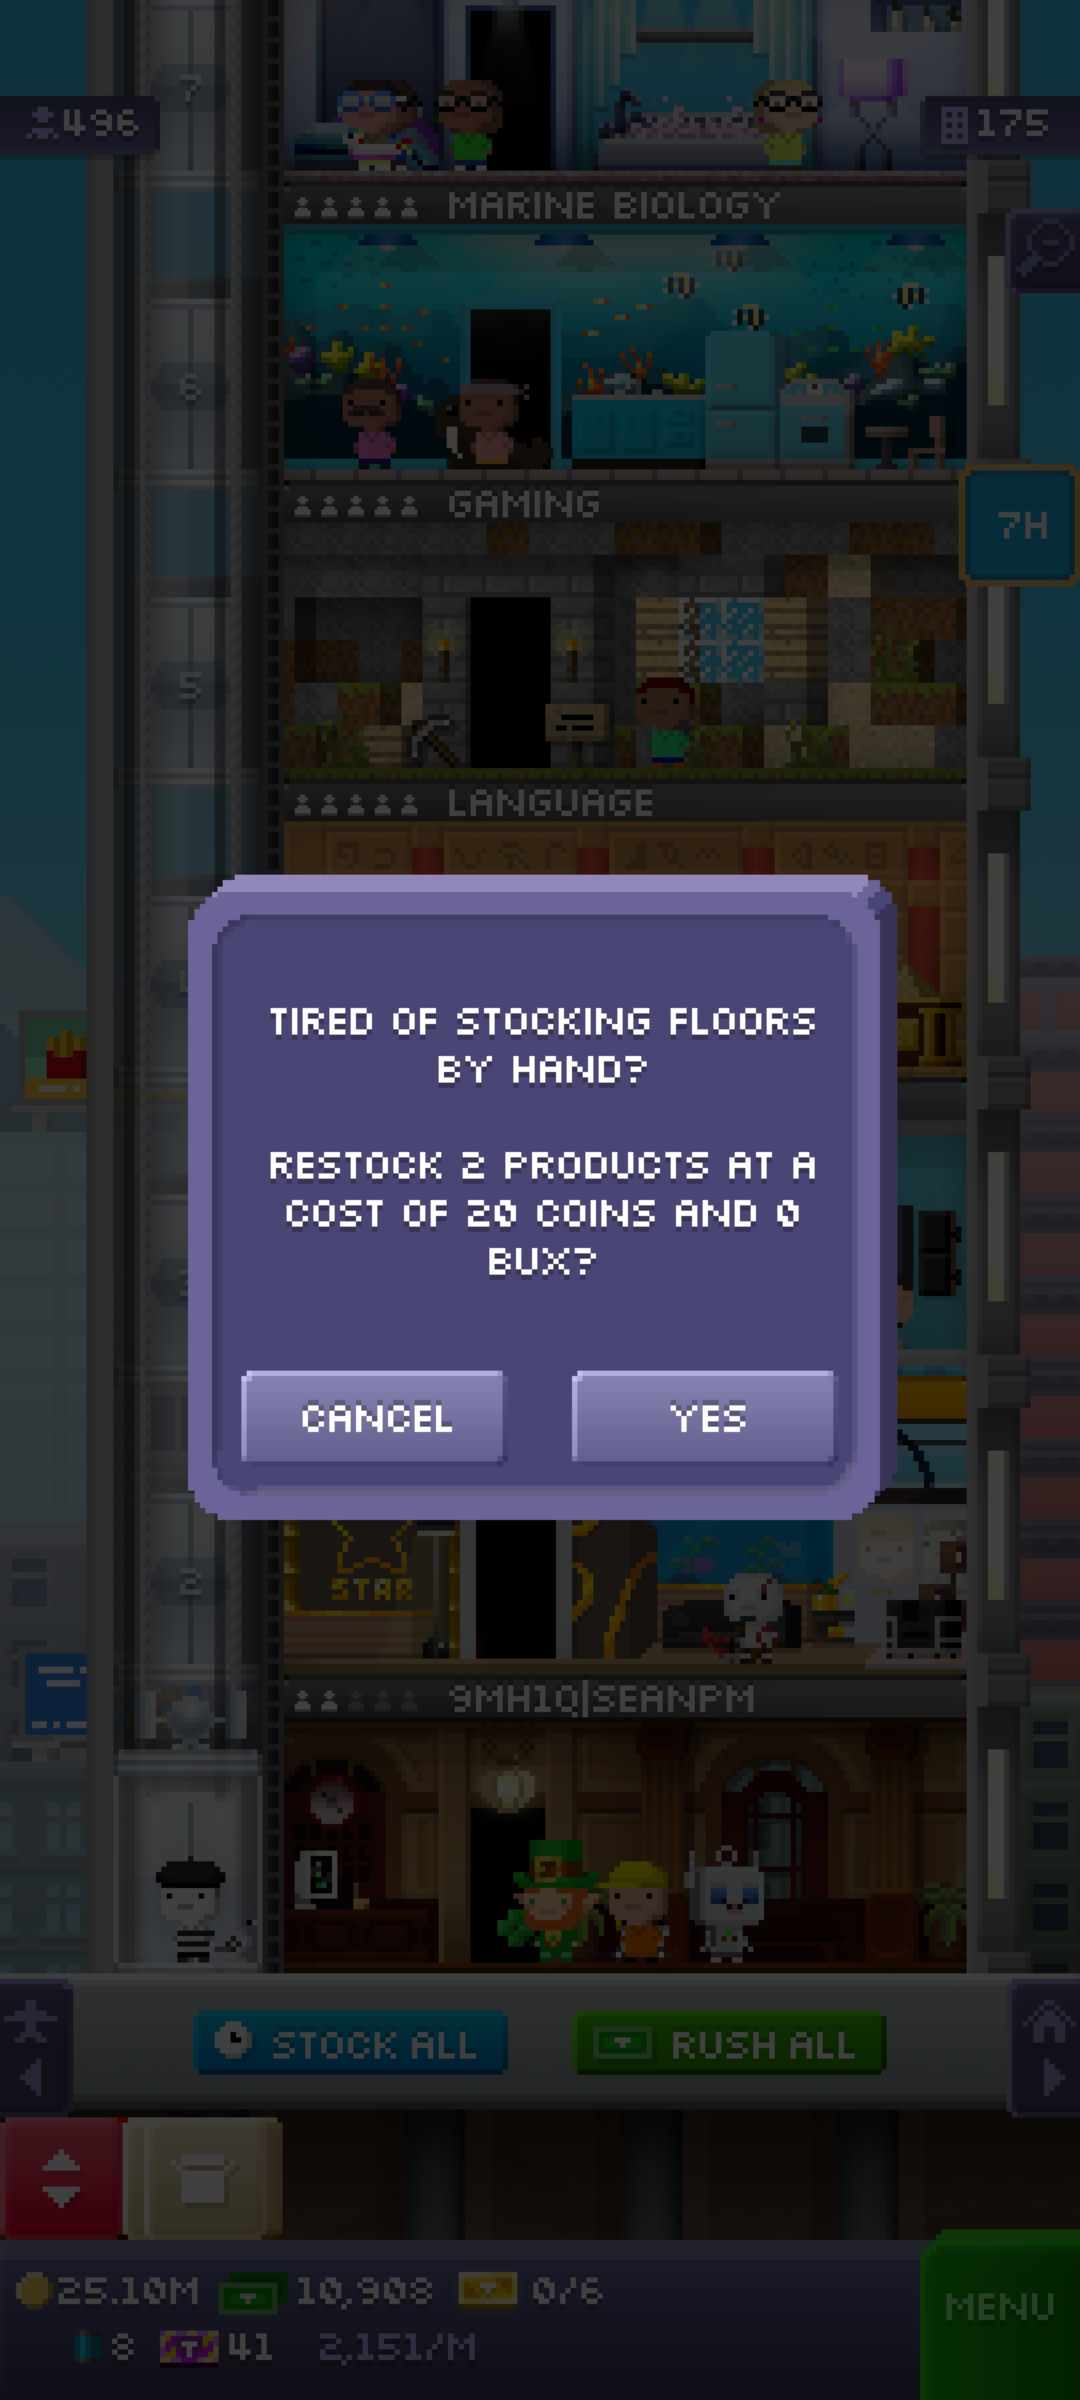 7
496
175
MARINE BIOLOGY
6
GAMING
7H
5
LANGUAGE
TIRED OF STOCKING FLOORS
BY HAND?
RESTOCK 2 PRODUCTS AT A
COST OF 20 COINS AND 0
BUX?
CANCEL
YES
STAR
2
9MH1Q|SEANPM
STOCK ALL
RUSH ALL
25.10M
10,908
0/6
MENU
8
41
2,151/M